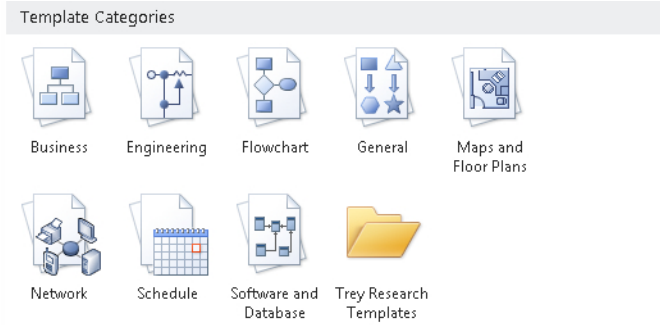 Template Categories
Business
Engineering
Flowchart
General
Maps and
Floor Plans
Network
Schedule
Software and
Database
Trey Research
Templates